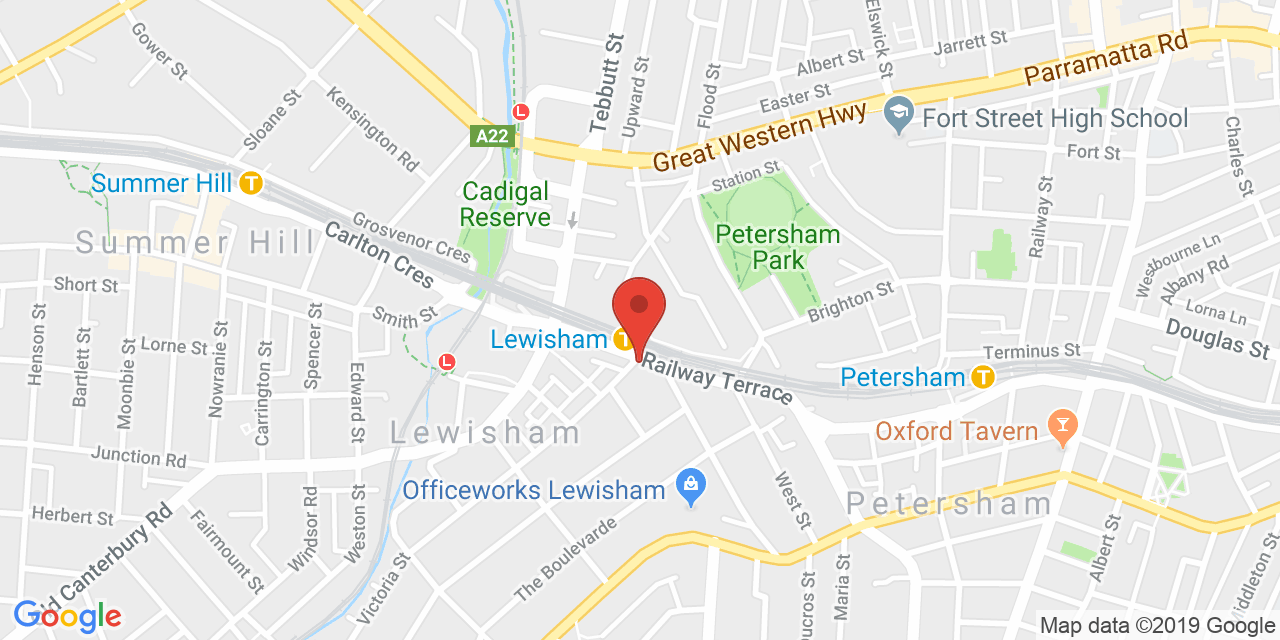 Gower St
Sloane St
Kensington Rd
Tebbutt St
Upward St
Flood St
Albert St
Elswick St
Jarrett St
Easter St
Parramatta Rd
A22
Great Western Hwy
Fort Street High School
Fort St
Charles St
Summer Hill
T
L
Cadigal
Reserve
Station St
Railway St
Grosvenor Cres
Carlton Cres
Summer Hill
Petersham
Park
Westbourne Ln
Albany Rd
Short St
Smith St
Brighton St
Lorna Ln
Douglas St
Henson St
Bartlett St
Moonbie St
Lorne St
Nowranie St
Carrington St
Spencer St
Edward St
L
Lewisham
T
Railway Terrace
Terminus St
Petersham
T
Lewisham
Oxford Tavern
Junction Rd
Officeworks Lewisham
West St
Petersham
Herbert St
Canterbury Rd
Fairmount St
Windsor Rd
Weston St
Victoria St
The Boulevarde
Ducros St
Maria St
Albert St
Middleton St
Google
Map data ©2019 Google